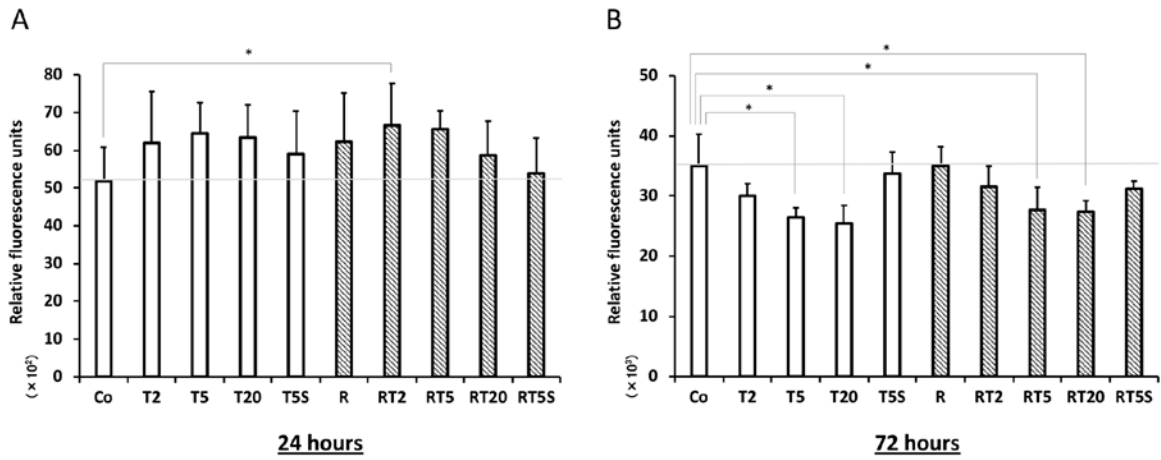 A
*
80
70
60
50
40
30
20
10
0
Relative fluorescence units
(×10²)
Co T2 T5 T20 T5S R RT2 RT5 RT20 RT5S
24 hours
B
*
*
*
*
50
40
30
20
10
0
Relative fluorescence units
(×10³)
Co T2 T5 T20 T5S R RT2 RT5 RT20 RT5S
72 hours